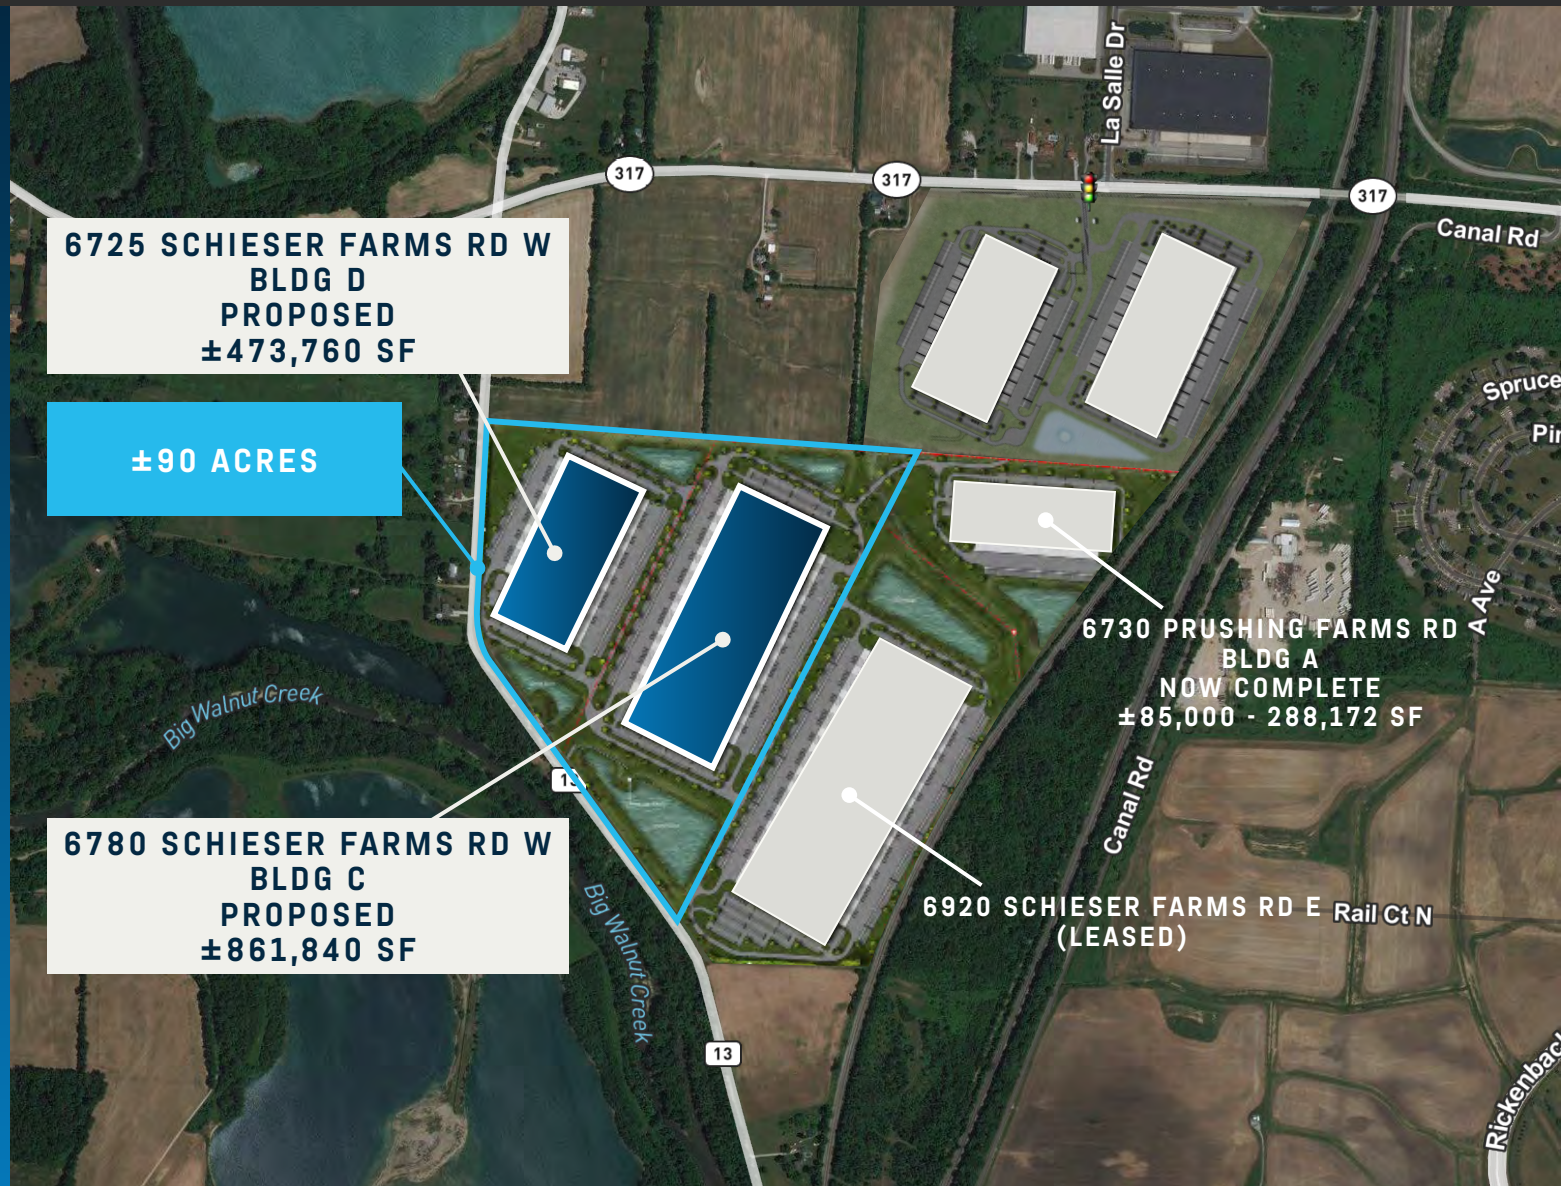 La Salle Dr
317
317
317
Canal Rd
6725 SCHIESER FARMS RD W
BLDG D
PROPOSED
±473,760 SF
±90 ACRES
Spruce
A Ave
6730 PRUSHING FARMS RD
BLDG A
NOW COMPLETE
±85,000 - 288,172 SF
Big Walnut Creek
Canal Rd
6780 SCHIESER FARMS RD W
BLDG C
PROPOSED
±861,840 SF
Big Walnut Creek
6920 SCHIESER FARMS RD E
(LEASED)
Rail Ct N
13